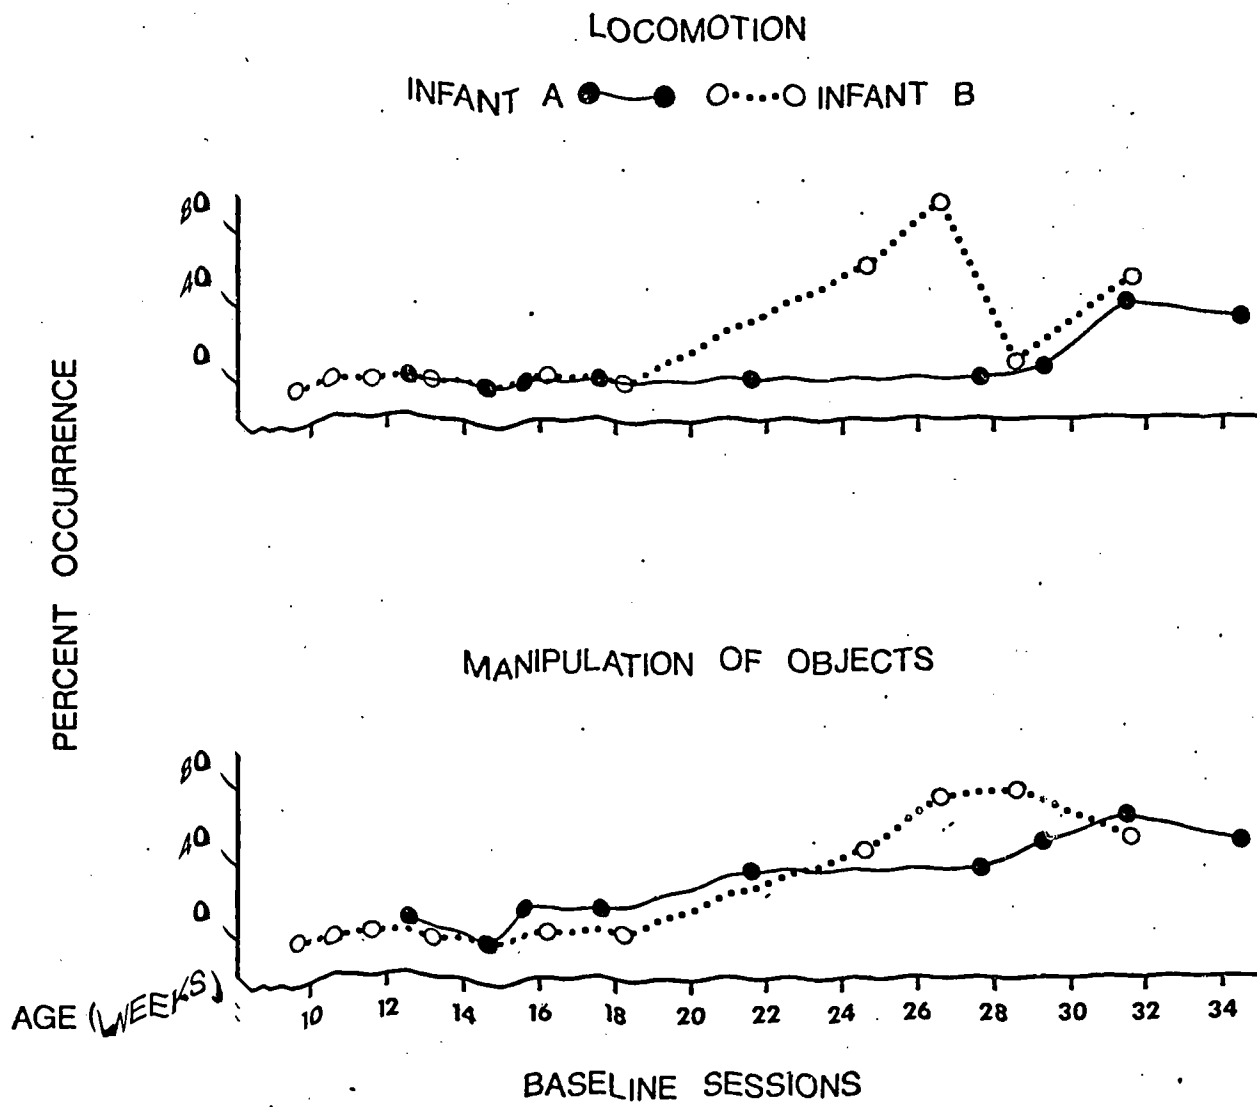 LOCOMOTION
INFANT A INFANT B
80
40
0
PERCENT OCCURRENCE
MANIPULATION OF OBJECTS
80
40
0
AGE (WEEKS) 10 12 14 16 18 20 22 24 26 28 30 32 34
BASELINE SESSIONS